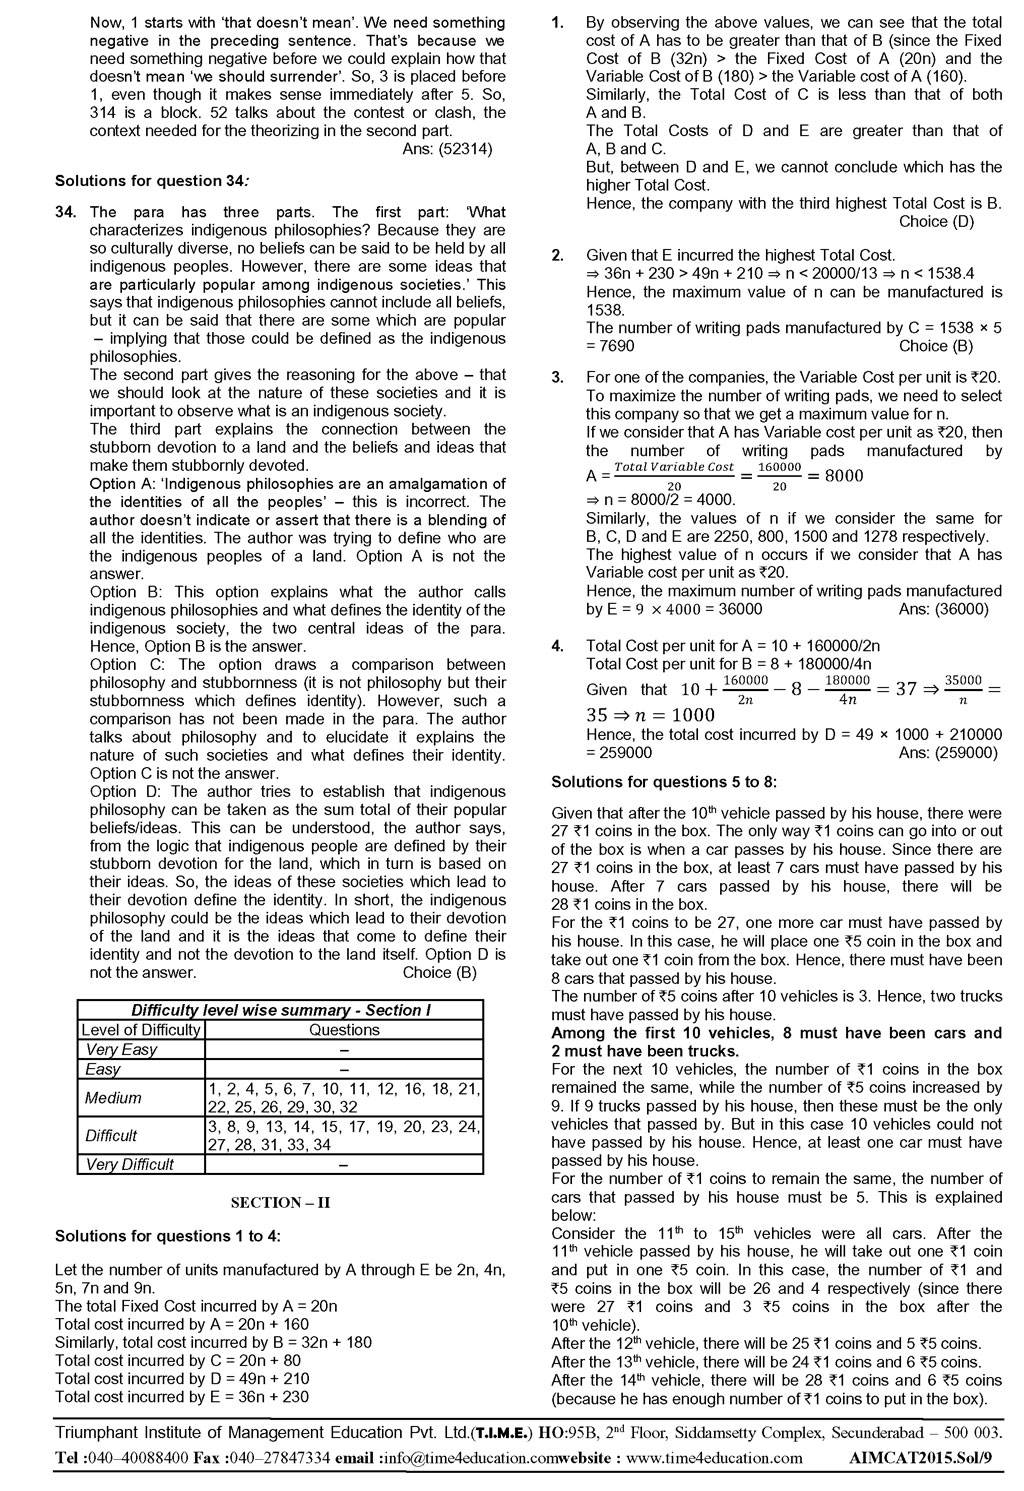 Now, 1 starts with ‘that doesn’t mean’. We need something
negative in the preceding sentence. That’s because we
need something negative before we could explain how that
doesn’t mean ‘we should surrender’. So, 3 is placed before
1, even though it makes sense immediately after 5. So,
314 is a block. 52 talks about the contest or clash, the
context needed for the theorizing in the second part.
Ans: (52314)
Solutions for question 34:
34. The para has three parts. The first part: ‘What
characterizes indigenous philosophies? Because they are
so culturally diverse, no beliefs can be said to be held by all
indigenous peoples. However, there are some ideas that
are particularly popular among indigenous societies.’ This
says that indigenous philosophies cannot include all beliefs,
but it can be said that there are some which are popular
– implying that those could be defined as the indigenous
philosophies.
The second part gives the reasoning for the above – that
we should look at the nature of these societies and it is
important to observe what is an indigenous society.
The third part explains the connection between the
stubborn devotion to a land and the beliefs and ideas that
make them stubbornly devoted.
Option A: ‘Indigenous philosophies are an amalgamation of
the identities of all the peoples’ – this is incorrect. The
author doesn’t indicate or assert that there is a blending of
all the identities. The author was trying to define who are
the indigenous peoples of a land. Option A is not the
answer.
Option B: This option explains what the author calls
indigenous philosophies and what defines the identity of the
indigenous society, the two central ideas of the para.
Hence, Option B is the answer.
Option C: The option draws a comparison between
philosophy and stubbornness (it is not philosophy but their
stubbornness which defines identity). However, such a
comparison has not been made in the para. The author
talks about philosophy and to elucidate it explains the
nature of such societies and what defines their identity.
Option C is not the answer.
Option D: The author tries to establish that indigenous
philosophy can be taken as the sum total of their popular
beliefs/ideas. This can be understood, the author says,
from the logic that indigenous people are defined by their
stubborn devotion for the land, which in turn is based on
their ideas. So, the ideas of these societies which lead to
their devotion define the identity. In short, the indigenous
philosophy could be the ideas which lead to their devotion
of the land and it is the ideas that come to define their
identity and not the devotion to the land itself. Option D is
not the answer. Choice (B)
Difficulty level wise summary - Section I
Level of Difficulty Questions
Very Easy –
Easy –
Medium 1, 2, 4, 5, 6, 7, 10, 11, 12, 16, 18, 21,
22, 25, 26, 29, 30, 32
Difficult 3, 8, 9, 13, 14, 15, 17, 19, 20, 23, 24,
27, 28, 31, 33, 34
Very Difficult –
SECTION – II
Solutions for questions 1 to 4:
Let the number of units manufactured by A through E be 2n, 4n,
5n, 7n and 9n.
The total Fixed Cost incurred by A = 20n
Total cost incurred by A = 20n + 160
Similarly, total cost incurred by B = 32n + 180
Total cost incurred by C = 20n + 80
Total cost incurred by D = 49n + 210
Total cost incurred by E = 36n + 230
1. By observing the above values, we can see that the total
cost of A has to be greater than that of B (since the Fixed
Cost of B (32n) > the Fixed Cost of A (20n) and the
Variable Cost of B (180) > the Variable cost of A (160).
Similarly, the Total Cost of C is less than that of both
A and B.
The Total Costs of D and E are greater than that of
A, B and C.
But, between D and E, we cannot conclude which has the
higher Total Cost.
Hence, the company with the third highest Total Cost is B.
Choice (D)
2. Given that E incurred the highest Total Cost.
⇒ 36n + 230 > 49n + 210 ⇒ n < 20000/13 ⇒ n < 1538.4
Hence, the maximum value of n can be manufactured is
1538.
The number of writing pads manufactured by C = 1538 × 5
= 7690 Choice (B)
3. For one of the companies, the Variable Cost per unit is ₹20.
To maximize the number of writing pads, we need to select
this company so that we get a maximum value for n.
If we consider that A has Variable cost per unit as ₹20, then
the number of writing pads manufactured by
A = Total Variable Cost/20 = 160000/20 = 8000
⇒ n = 8000/2 = 4000.
Similarly, the values of n if we consider the same for
B, C, D and E are 2250, 800, 1500 and 1278 respectively.
The highest value of n occurs if we consider that A has
Variable cost per unit as ₹20.
Hence, the maximum number of writing pads manufactured
by E = 9 × 4000 = 36000 Ans: (36000)
4. Total Cost per unit for A = 10 + 160000/2n
Total Cost per unit for B = 8 + 180000/4n
Given that 10 + 160000/2n − 8 − 180000/4n = 37 ⇒ 35000/n =
35 ⇒ n = 1000
Hence, the total cost incurred by D = 49 × 1000 + 210000
= 259000 Ans: (259000)
Solutions for questions 5 to 8:
Given that after the 10th vehicle passed by his house, there were
27 ₹1 coins in the box. The only way ₹1 coins can go into or out
of the box is when a car passes by his house. Since there are
27 ₹1 coins in the box, at least 7 cars must have passed by his
house. After 7 cars passed by his house, there will be
28 ₹1 coins in the box.
For the ₹1 coins to be 27, one more car must have passed by
his house. In this case, he will place one ₹5 coin in the box and
take out one ₹1 coin from the box. Hence, there must have been
8 cars that passed by his house.
The number of ₹5 coins after 10 vehicles is 3. Hence, two trucks
must have passed by his house.
Among the first 10 vehicles, 8 must have been cars and
2 must have been trucks.
For the next 10 vehicles, the number of ₹1 coins in the box
remained the same, while the number of ₹5 coins increased by
9. If 9 trucks passed by his house, then these must be the only
vehicles that passed by. But in this case 10 vehicles could not
have passed by his house. Hence, at least one car must have
passed by his house.
For the number of ₹1 coins to remain the same, the number of
cars that passed by his house must be 5. This is explained
below:
Consider the 11th to 15th vehicles were all cars. After the
11th vehicle passed by his house, he will take out one ₹1 coin
and put in one ₹5 coin. In this case, the number of ₹1 and
₹5 coins in the box will be 26 and 4 respectively (since there
were 27 ₹1 coins and 3 ₹5 coins in the box after the
10th vehicle).
After the 12th vehicle, there will be 25 ₹1 coins and 5 ₹5 coins.
After the 13th vehicle, there will be 24 ₹1 coins and 6 ₹5 coins.
After the 14th vehicle, there will be 28 ₹1 coins and 6 ₹5 coins
(because he has enough number of ₹1 coins to put in the box).
Triumphant Institute of Management Education Pvt. Ltd.(T.I.M.E.) HO:95B, 2nd Floor, Siddamsetty Complex, Secunderabad – 500 003.
Tel :040–40088400 Fax :040–27847334 email :info@time4education.comwebsite : www.time4education.com AIMCAT2015.Sol/9